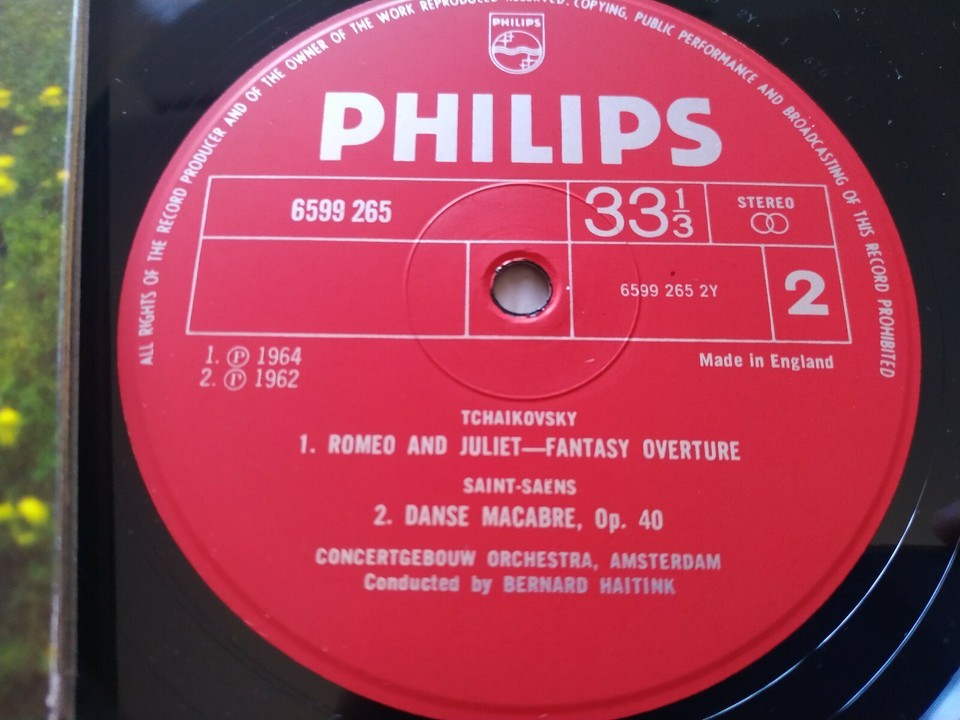 ALL RIGHTS OF THE RECORD PRODUCER AND OF THE OWNER OF THE WORK REPRODUCED RESERVED. COPYING, PUBLIC PERFORMANCE AND BROADCASTING OF THIS RECORD PROHIBITED
PHILIPS
PHILIPS
6599 265
33 1/3
STEREO
6599 265 2Y
2
1. Ⓟ 1964
2. Ⓟ 1962
Made in England
TCHAIKOVSKY
1. ROMEO AND JULIET—FANTASY OVERTURE
SAINT-SAENS
2. DANSE MACABRE, Op. 40
CONCERTGEBOUW ORCHESTRA, AMSTERDAM
Conducted by BERNARD HAITINK